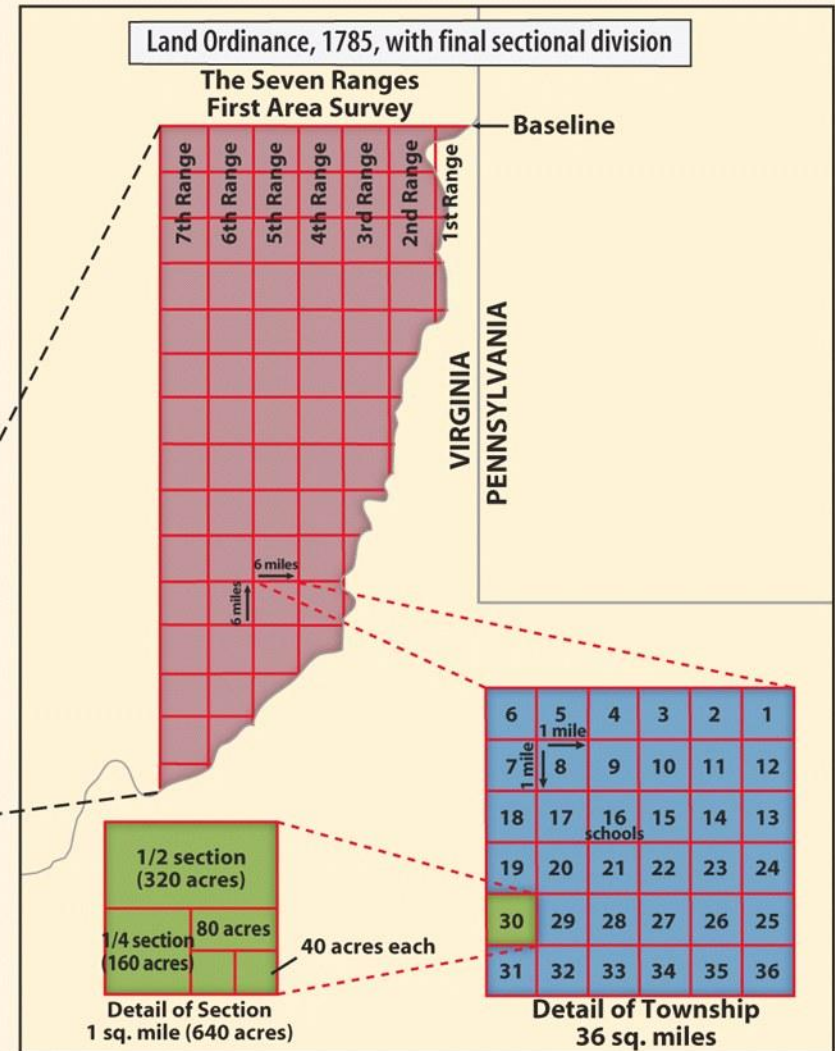 Land Ordinance, 1785, with final sectional division
The Seven Ranges
First Area Survey
Baseline
7th Range
6th Range
5th Range
4th Range
3rd Range
2nd Range
1st Range
VIRGINIA
PENNSYLVANIA
6 miles
6 miles
6 5 4 3 2 1
1 mile
1 mile
7 8 9 10 11 12
18 17 16 15 14 13
schools
19 20 21 22 23 24
30 29 28 27 26 25
31 32 33 34 35 36
Detail of Township
36 sq. miles
1/2 section
(320 acres)
1/4 section
(160 acres)
80 acres
40 acres each
Detail of Section
1 sq. mile (640 acres)